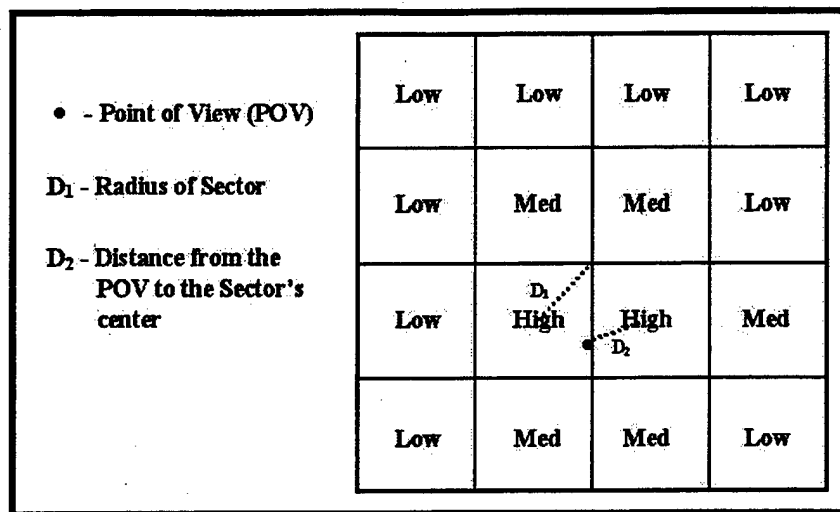 • - Point of View (POV)
D₁ - Radius of Sector
D₂ - Distance from the
POV to the Sector's
center
Low Low Low Low
Low Med Med Low
D₁
Low High High Med
D₂
Low Med Med Low